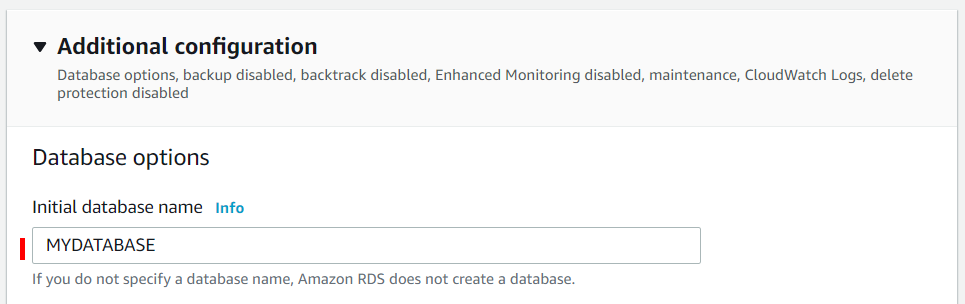 Additional configuration
Database options, backup disabled, backtrack disabled, Enhanced Monitoring disabled, maintenance, CloudWatch Logs, delete
protection disabled
Database options
Initial database name Info
MYDATABASE
If you do not specify a database name, Amazon RDS does not create a database.